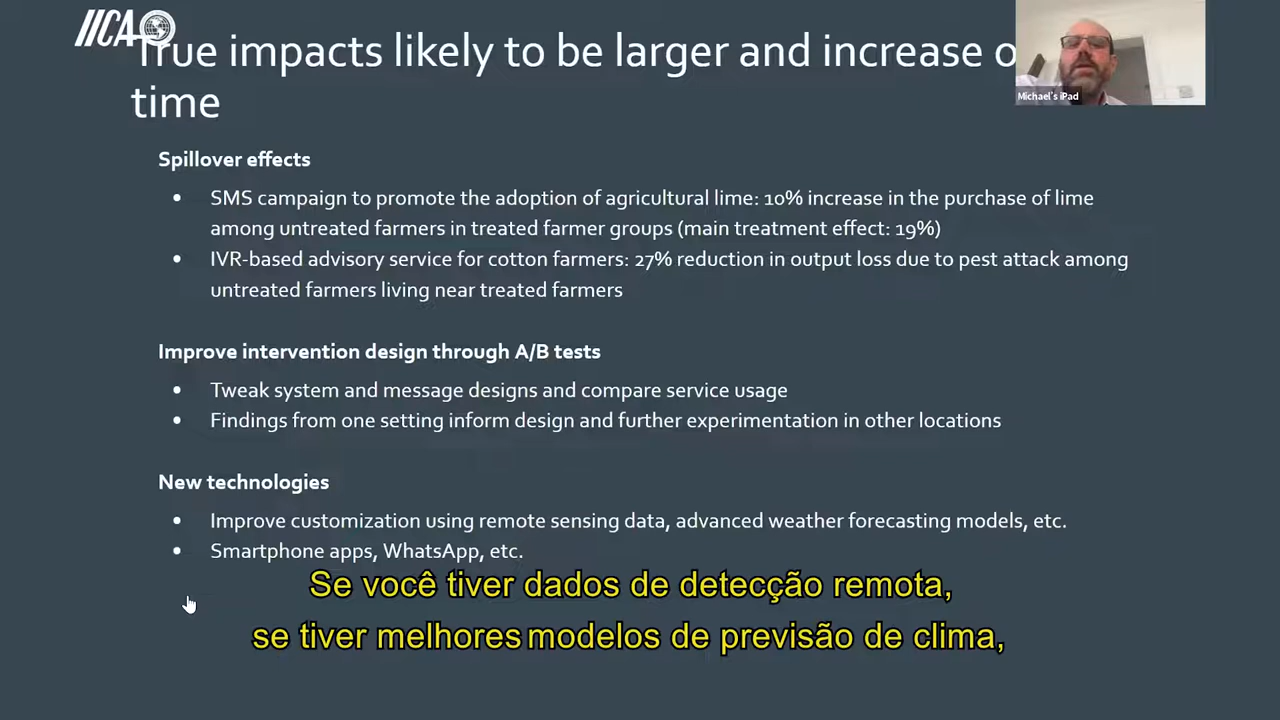 IICA
True impacts likely to be larger and increase o
time
Michael's iPad
Spillover effects
• SMS campaign to promote the adoption of agricultural lime: 10% increase in the purchase of lime
among untreated farmers in treated farmer groups (main treatment effect: 19%)
• IVR-based advisory service for cotton farmers: 27% reduction in output loss due to pest attack among
untreated farmers living near treated farmers
Improve intervention design through A/B tests
• Tweak system and message designs and compare service usage
• Findings from one setting inform design and further experimentation in other locations
New technologies
• Improve customization using remote sensing data, advanced weather forecasting models, etc.
• Smartphone apps, WhatsApp, etc.
Se você tiver dados de detecção remota,
se tiver melhores modelos de previsão de clima,